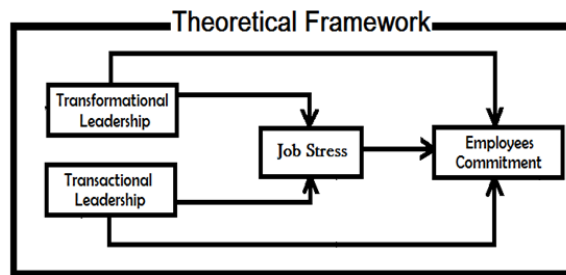 Theoretical Framework
Transformational
Leadership
Job Stress
Employees
Commitment
Transactional
Leadership